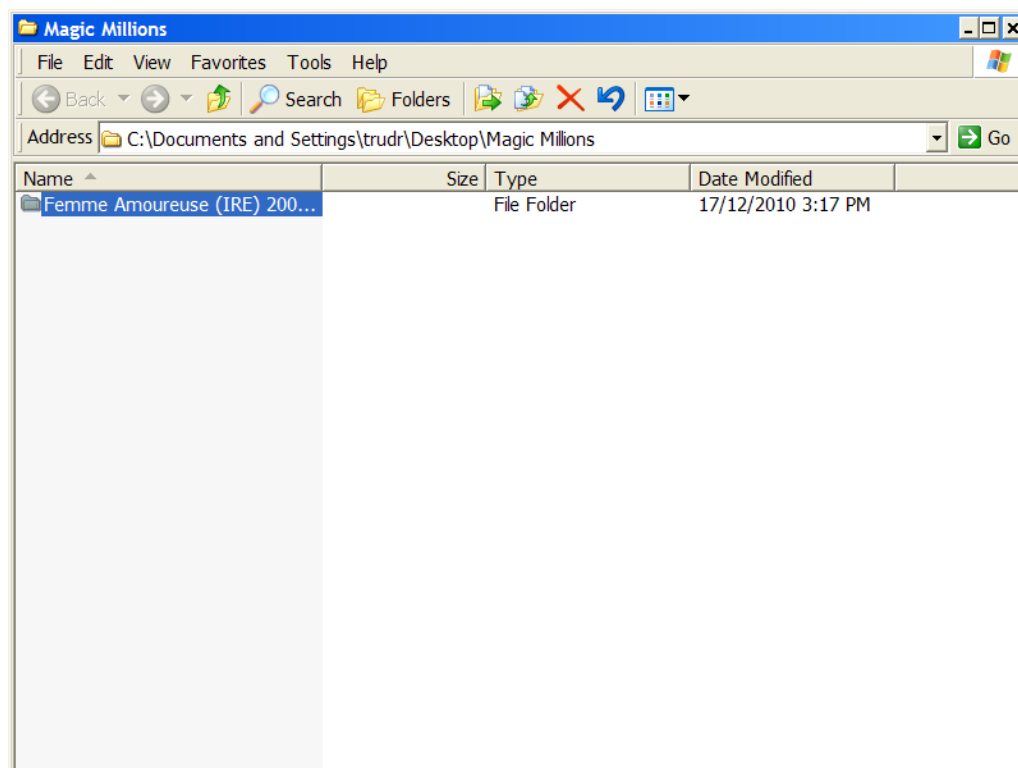 Magic Millions
File Edit View Favorites Tools Help
Back Search Folders
Address C:\Documents and Settings\trudr\Desktop\Magic Millions Go
Name Size Type Date Modified
Femme Amoureuse (IRE) 200... File Folder 17/12/2010 3:17 PM